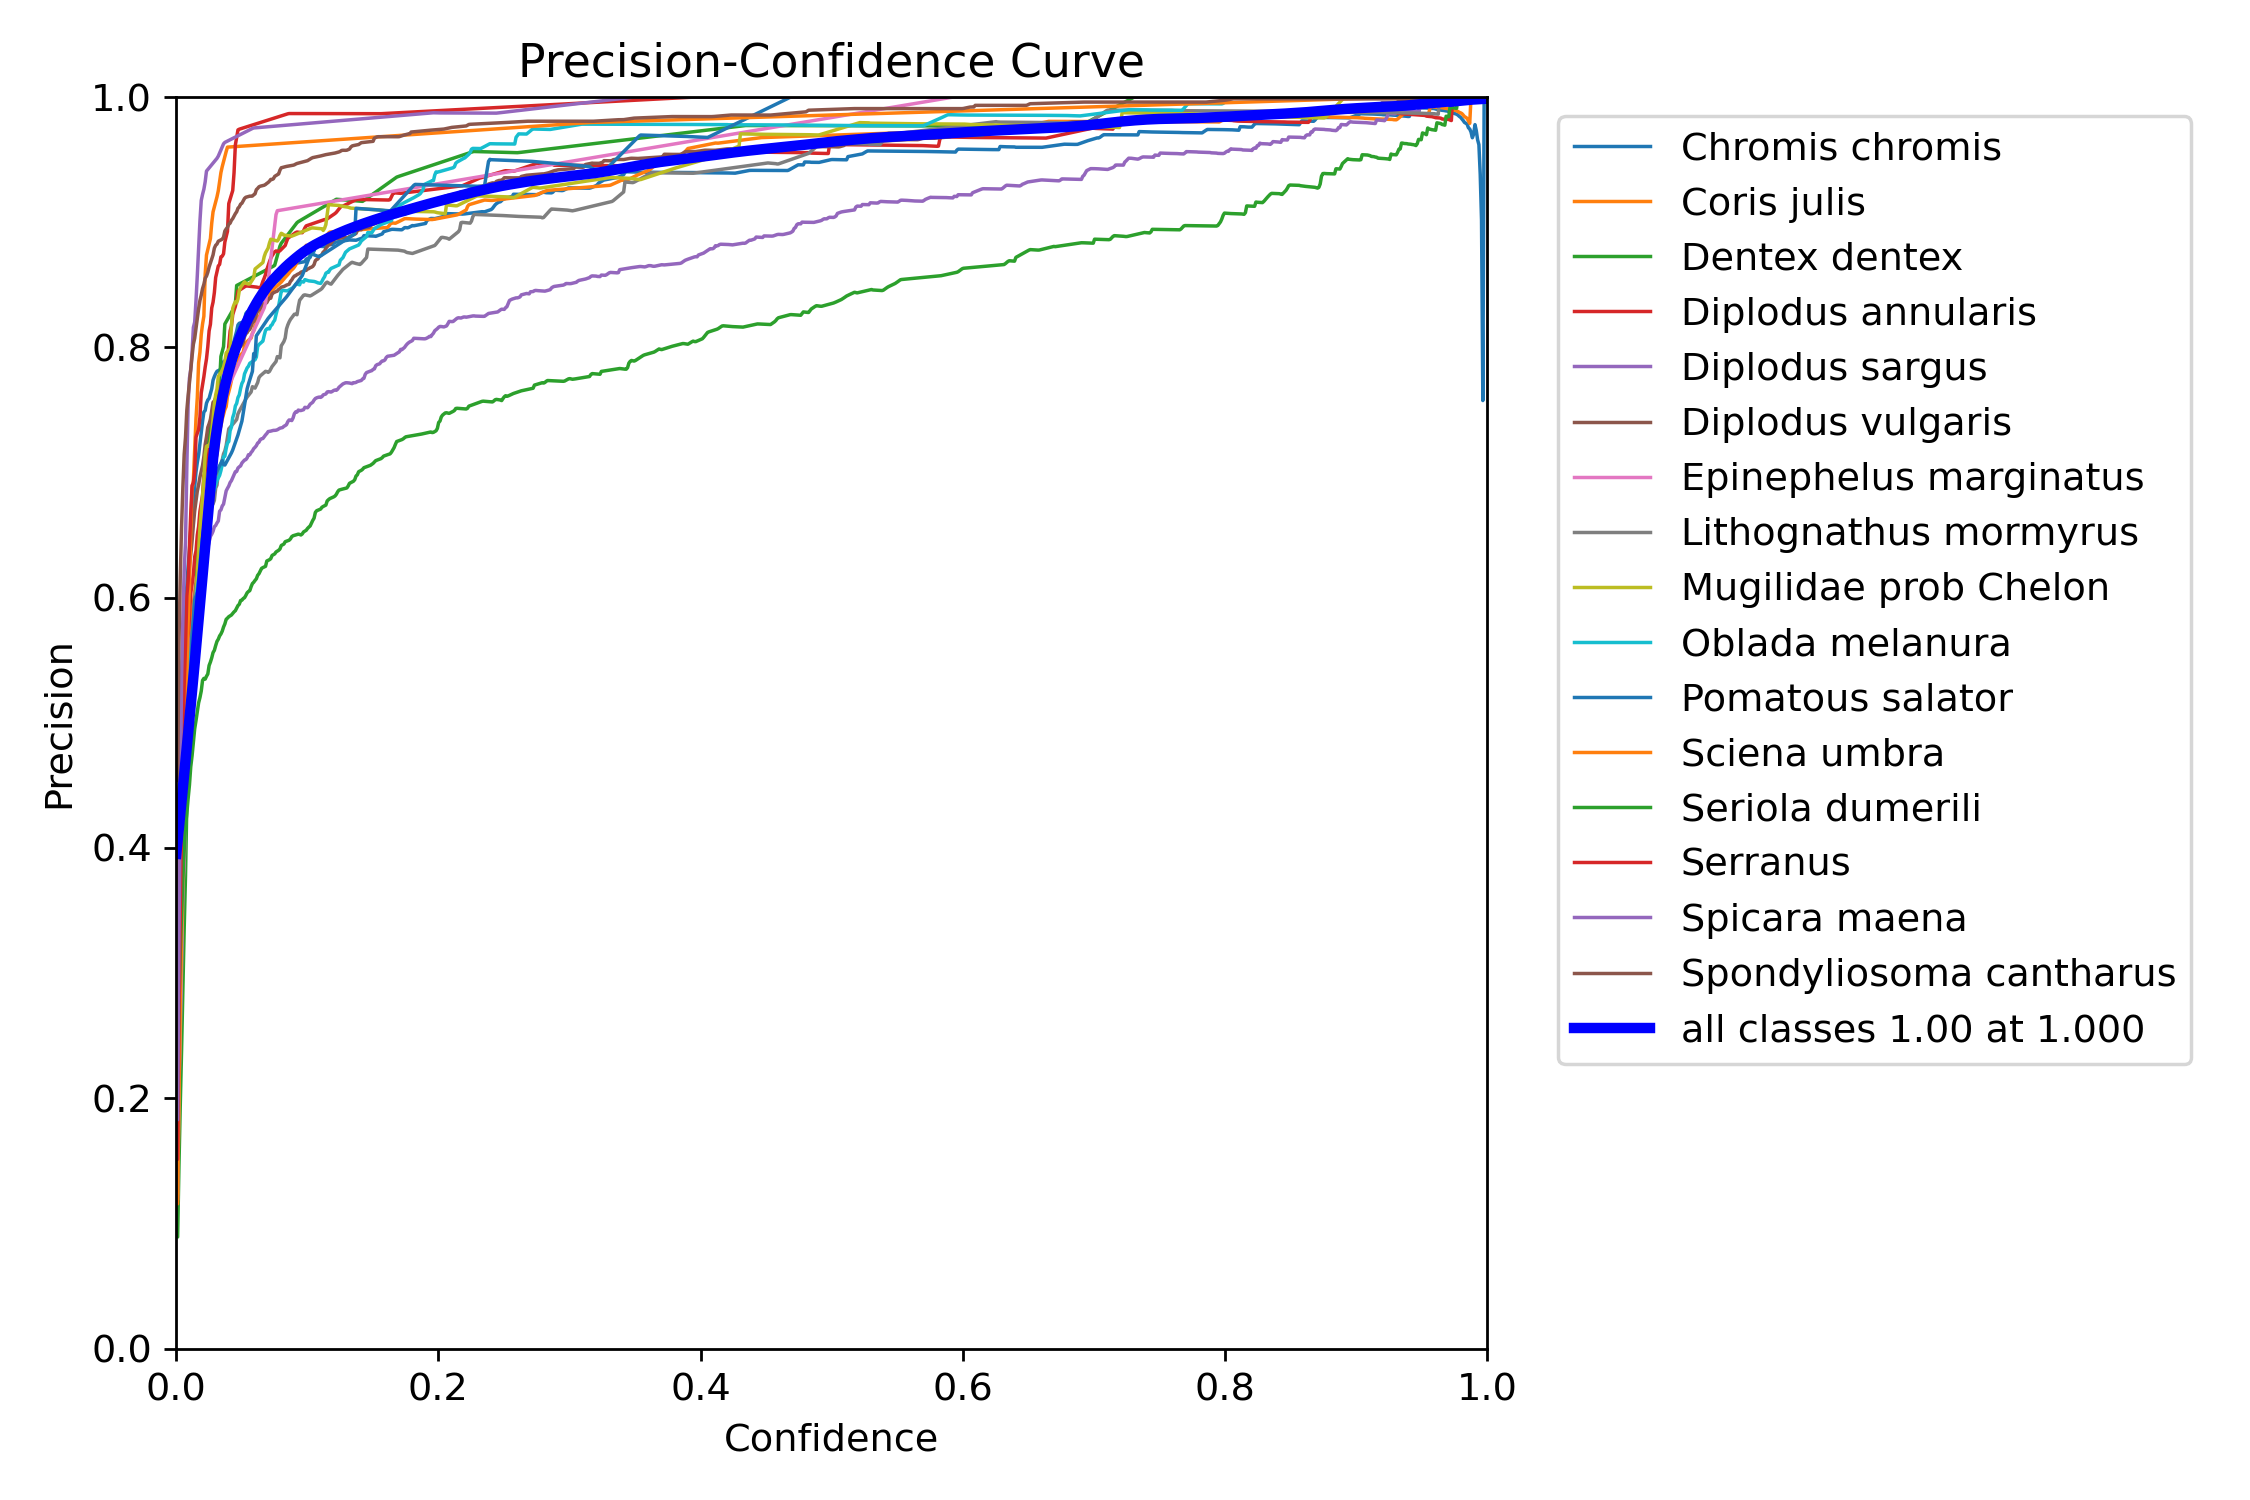 Precision-Confidence Curve
1.0
0.8
0.6
0.4
0.2
0.0
Precision
0.0 0.2 0.4 0.6 0.8 1.0
Confidence
Chromis chromis
Coris julis
Dentex dentex
Diplodus annularis
Diplodus sargus
Diplodus vulgaris
Epinephelus marginatus
Lithognathus mormyrus
Mugilidae prob Chelon
Oblada melanura
Pomatous salator
Sciena umbra
Seriola dumerili
Serranus
Spicara maena
Spondyliosoma cantharus
all classes 1.00 at 1.000